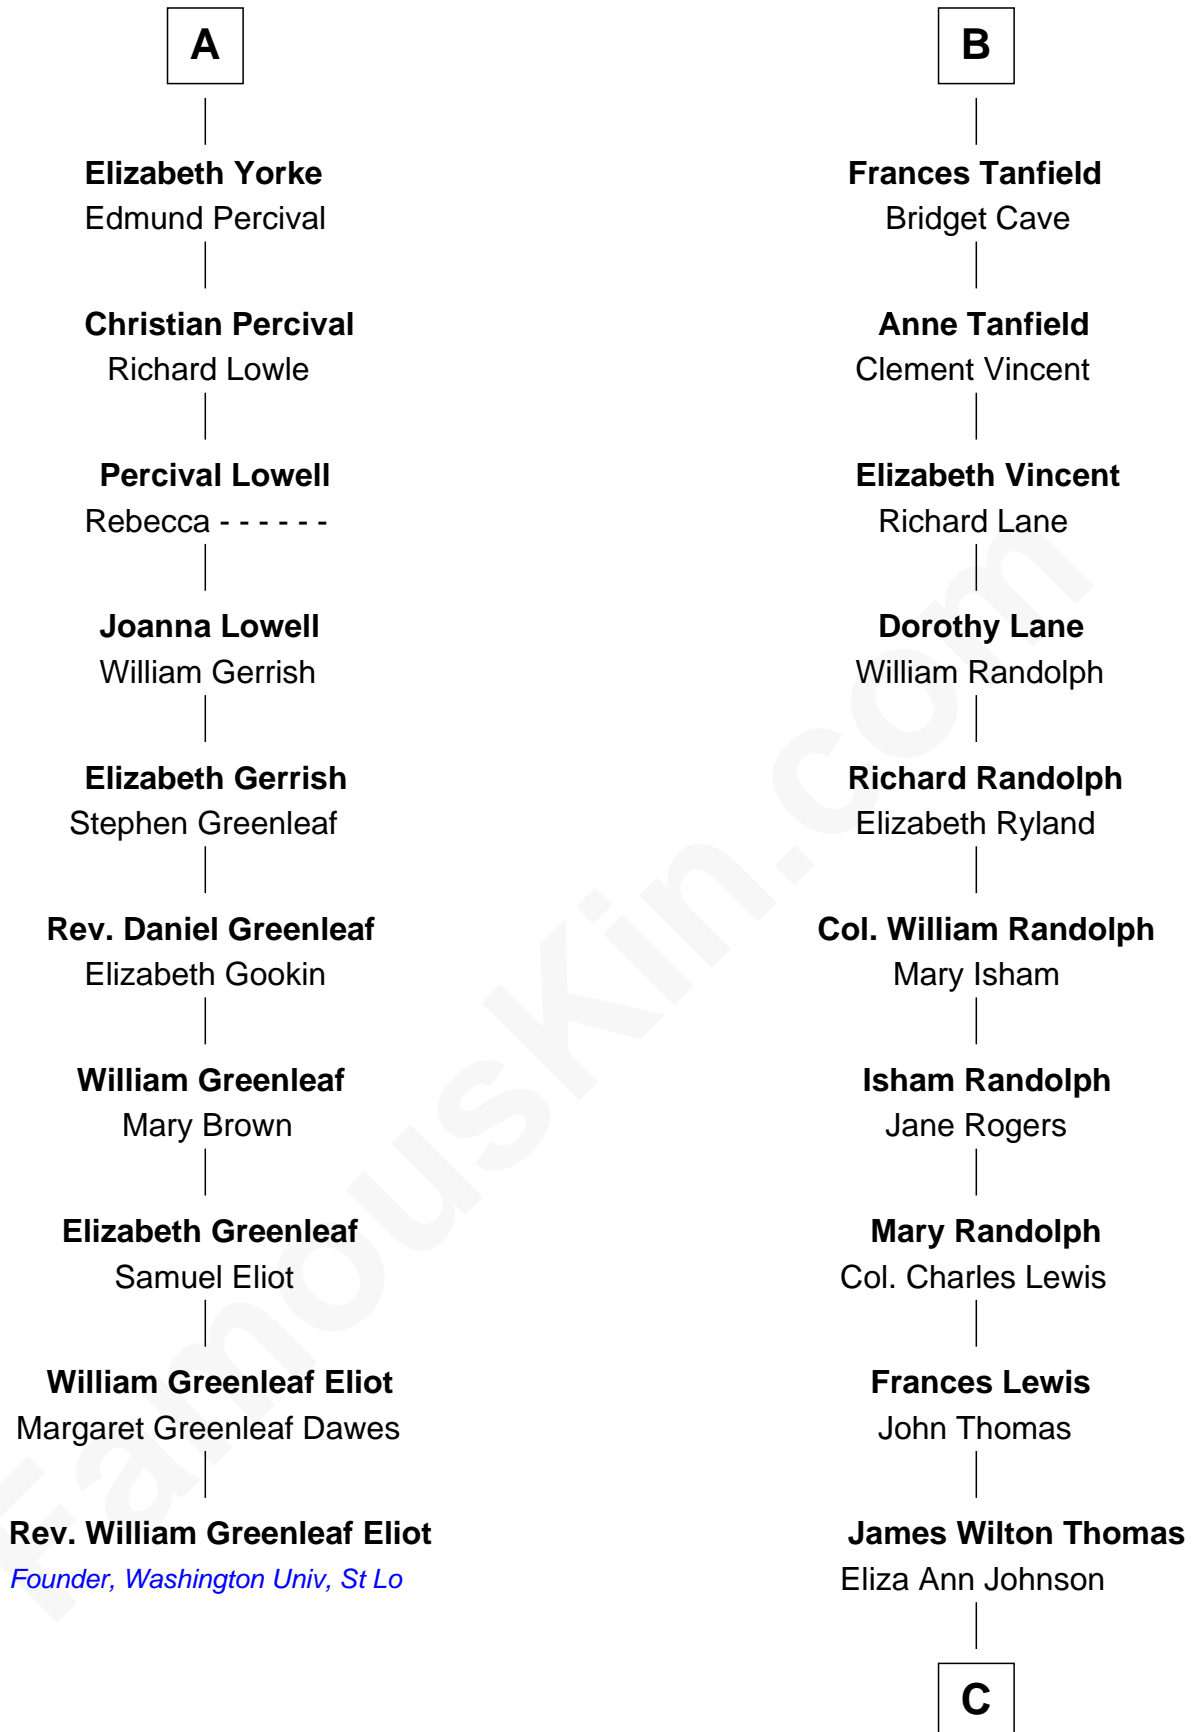 A
Elizabeth Yorke
Edmund Percival
Christian Percival
Richard Lowle
Percival Lowell
Rebecca - - - - - -
Joanna Lowell
William Gerrish
Elizabeth Gerrish
Stephen Greenleaf
Rev. Daniel Greenleaf
Elizabeth Gookin
William Greenleaf
Mary Brown
Elizabeth Greenleaf
Samuel Eliot
William Greenleaf Eliot
Margaret Greenleaf Dawes
Rev. William Greenleaf Eliot
Founder, Washington Univ, St Lo
B
Frances Tanfield
Bridget Cave
Anne Tanfield
Clement Vincent
Elizabeth Vincent
Richard Lane
Dorothy Lane
William Randolph
Richard Randolph
Elizabeth Ryland
Col. William Randolph
Mary Isham
Isham Randolph
Jane Rogers
Mary Randolph
Col. Charles Lewis
Frances Lewis
John Thomas
James Wilton Thomas
Eliza Ann Johnson
C
FamousKin.com